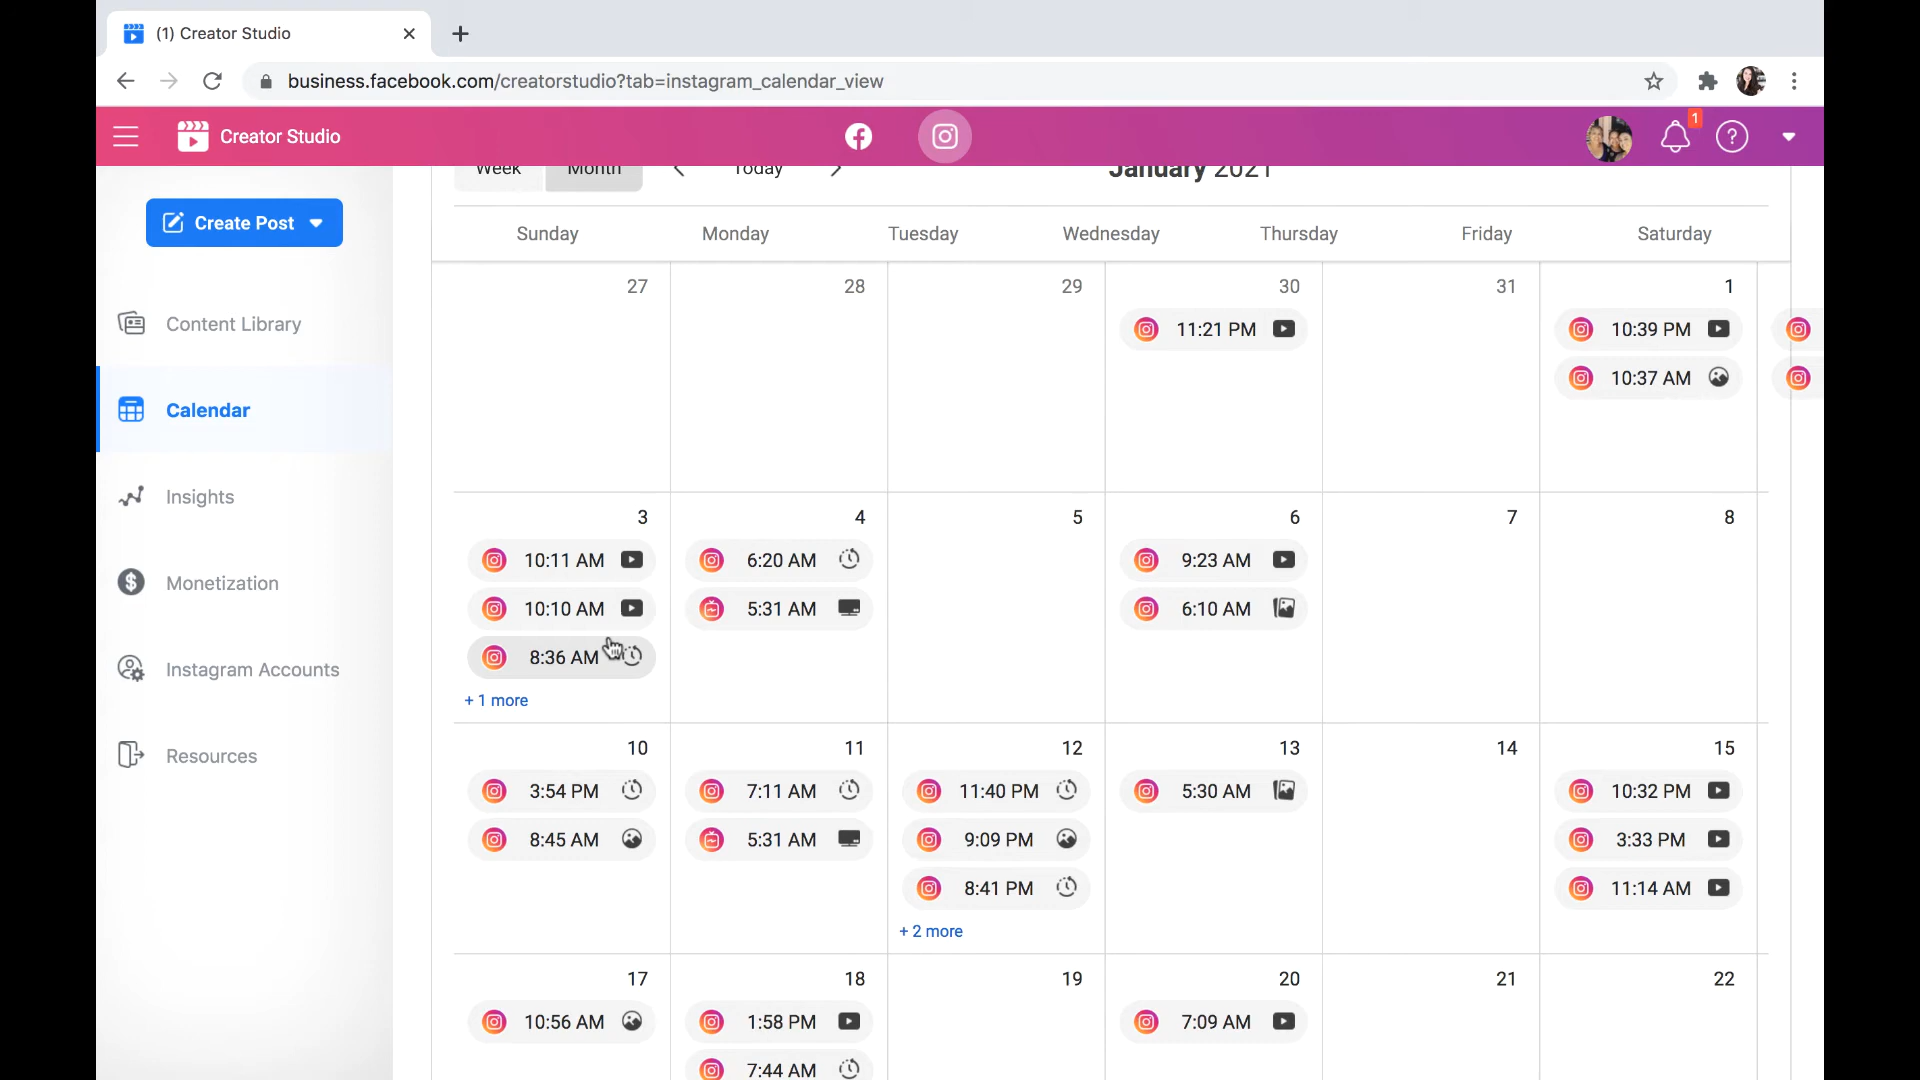 (1) Creator Studio
business.facebook.com/creatorstudio?tab=instagram_calendar_view
Creator Studio
1
Week Month Today January 2021
Create Post
Content Library
Calendar
Insights
Monetization
Instagram Accounts
Resources
Sunday Monday Tuesday Wednesday Thursday Friday Saturday
27 28 29 30 31 1
11:21 PM 10:39 PM
10:37 AM
3 4 5 6 7 8
10:11 AM 6:20 AM 9:23 AM
10:10 AM 5:31 AM 6:10 AM
8:36 AM
+ 1 more
10 11 12 13 14 15
3:54 PM 7:11 AM 11:40 PM 5:30 AM 10:32 PM
8:45 AM 5:31 AM 9:09 PM 3:33 PM
8:41 PM 11:14 AM
+ 2 more
17 18 19 20 21 22
10:56 AM 1:58 PM 7:09 AM
7:44 AM